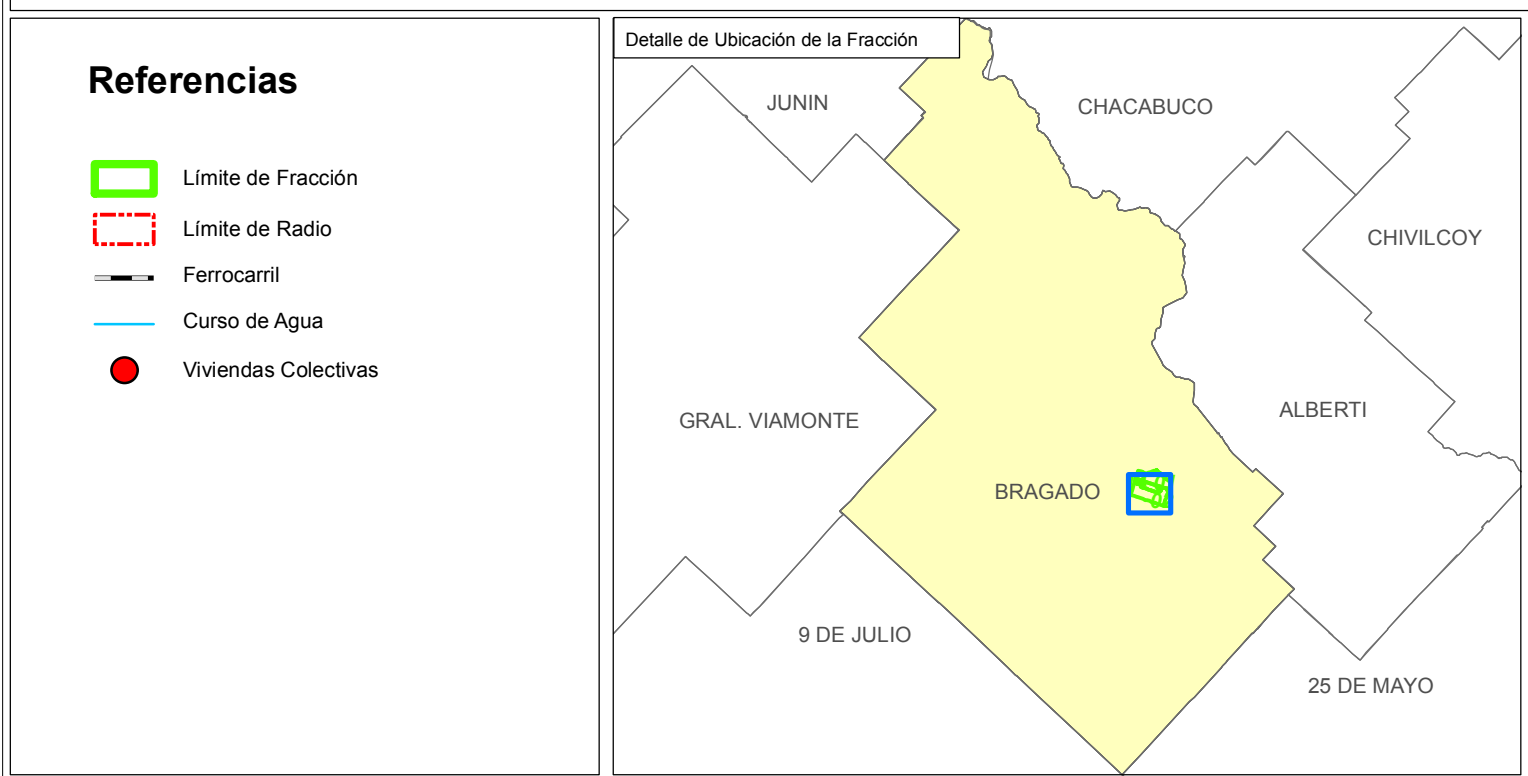 Referencias
Límite de Fracción
Límite de Radio
Ferrocarril
Curso de Agua
Viviendas Colectivas
Detalle de Ubicación de la Fracción
JUNIN
CHACABUCO
CHIVILCOY
GRAL. VIAMONTE
ALBERTI
BRAGADO
9 DE JULIO
25 DE MAYO